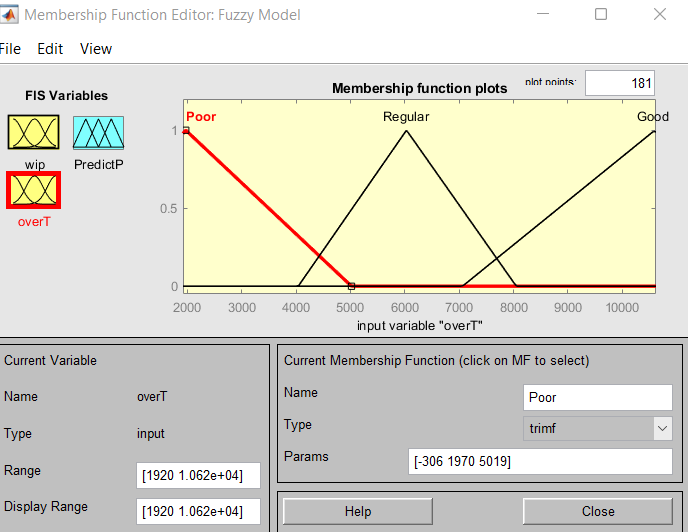 Membership Function Editor: Fuzzy Model
File Edit View
FIS Variables
wip
PredictP
overT
Membership function plots
plot points:
181
Poor
Regular
Good
1
0.5
0
2000 3000 4000 5000 6000 7000 8000 9000 10000
input variable "overT"
Current Variable
Name overT
Type input
Range [1920 1.062e+04]
Display Range [1920 1.062e+04]
Current Membership Function (click on MF to select)
Name Poor
Type trimf
Params [-306 1970 5019]
Help Close